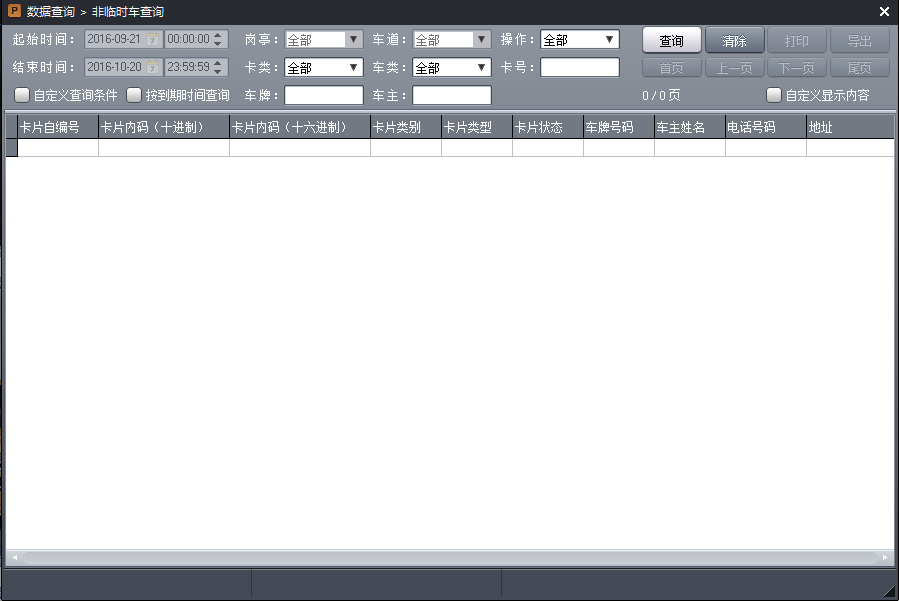 P 数据查询 > 非临时车查询
起始时间： 2016-09-21 00:00:00 岗亭： 全部 车道： 全部 操作： 全部 查询 清除 打印 导出
结束时间： 2016-10-20 23:59:59 卡类： 全部 车类： 全部 卡号： 首页 上一页 下一页 尾页
自定义查询条件 按到期时间查询 车牌： 车主： 0 / 0 页 自定义显示内容
卡片自编号 卡片内码（十进制） 卡片内码（十六进制） 卡片类别 卡片类型 卡片状态 车牌号码 车主姓名 电话号码 地址